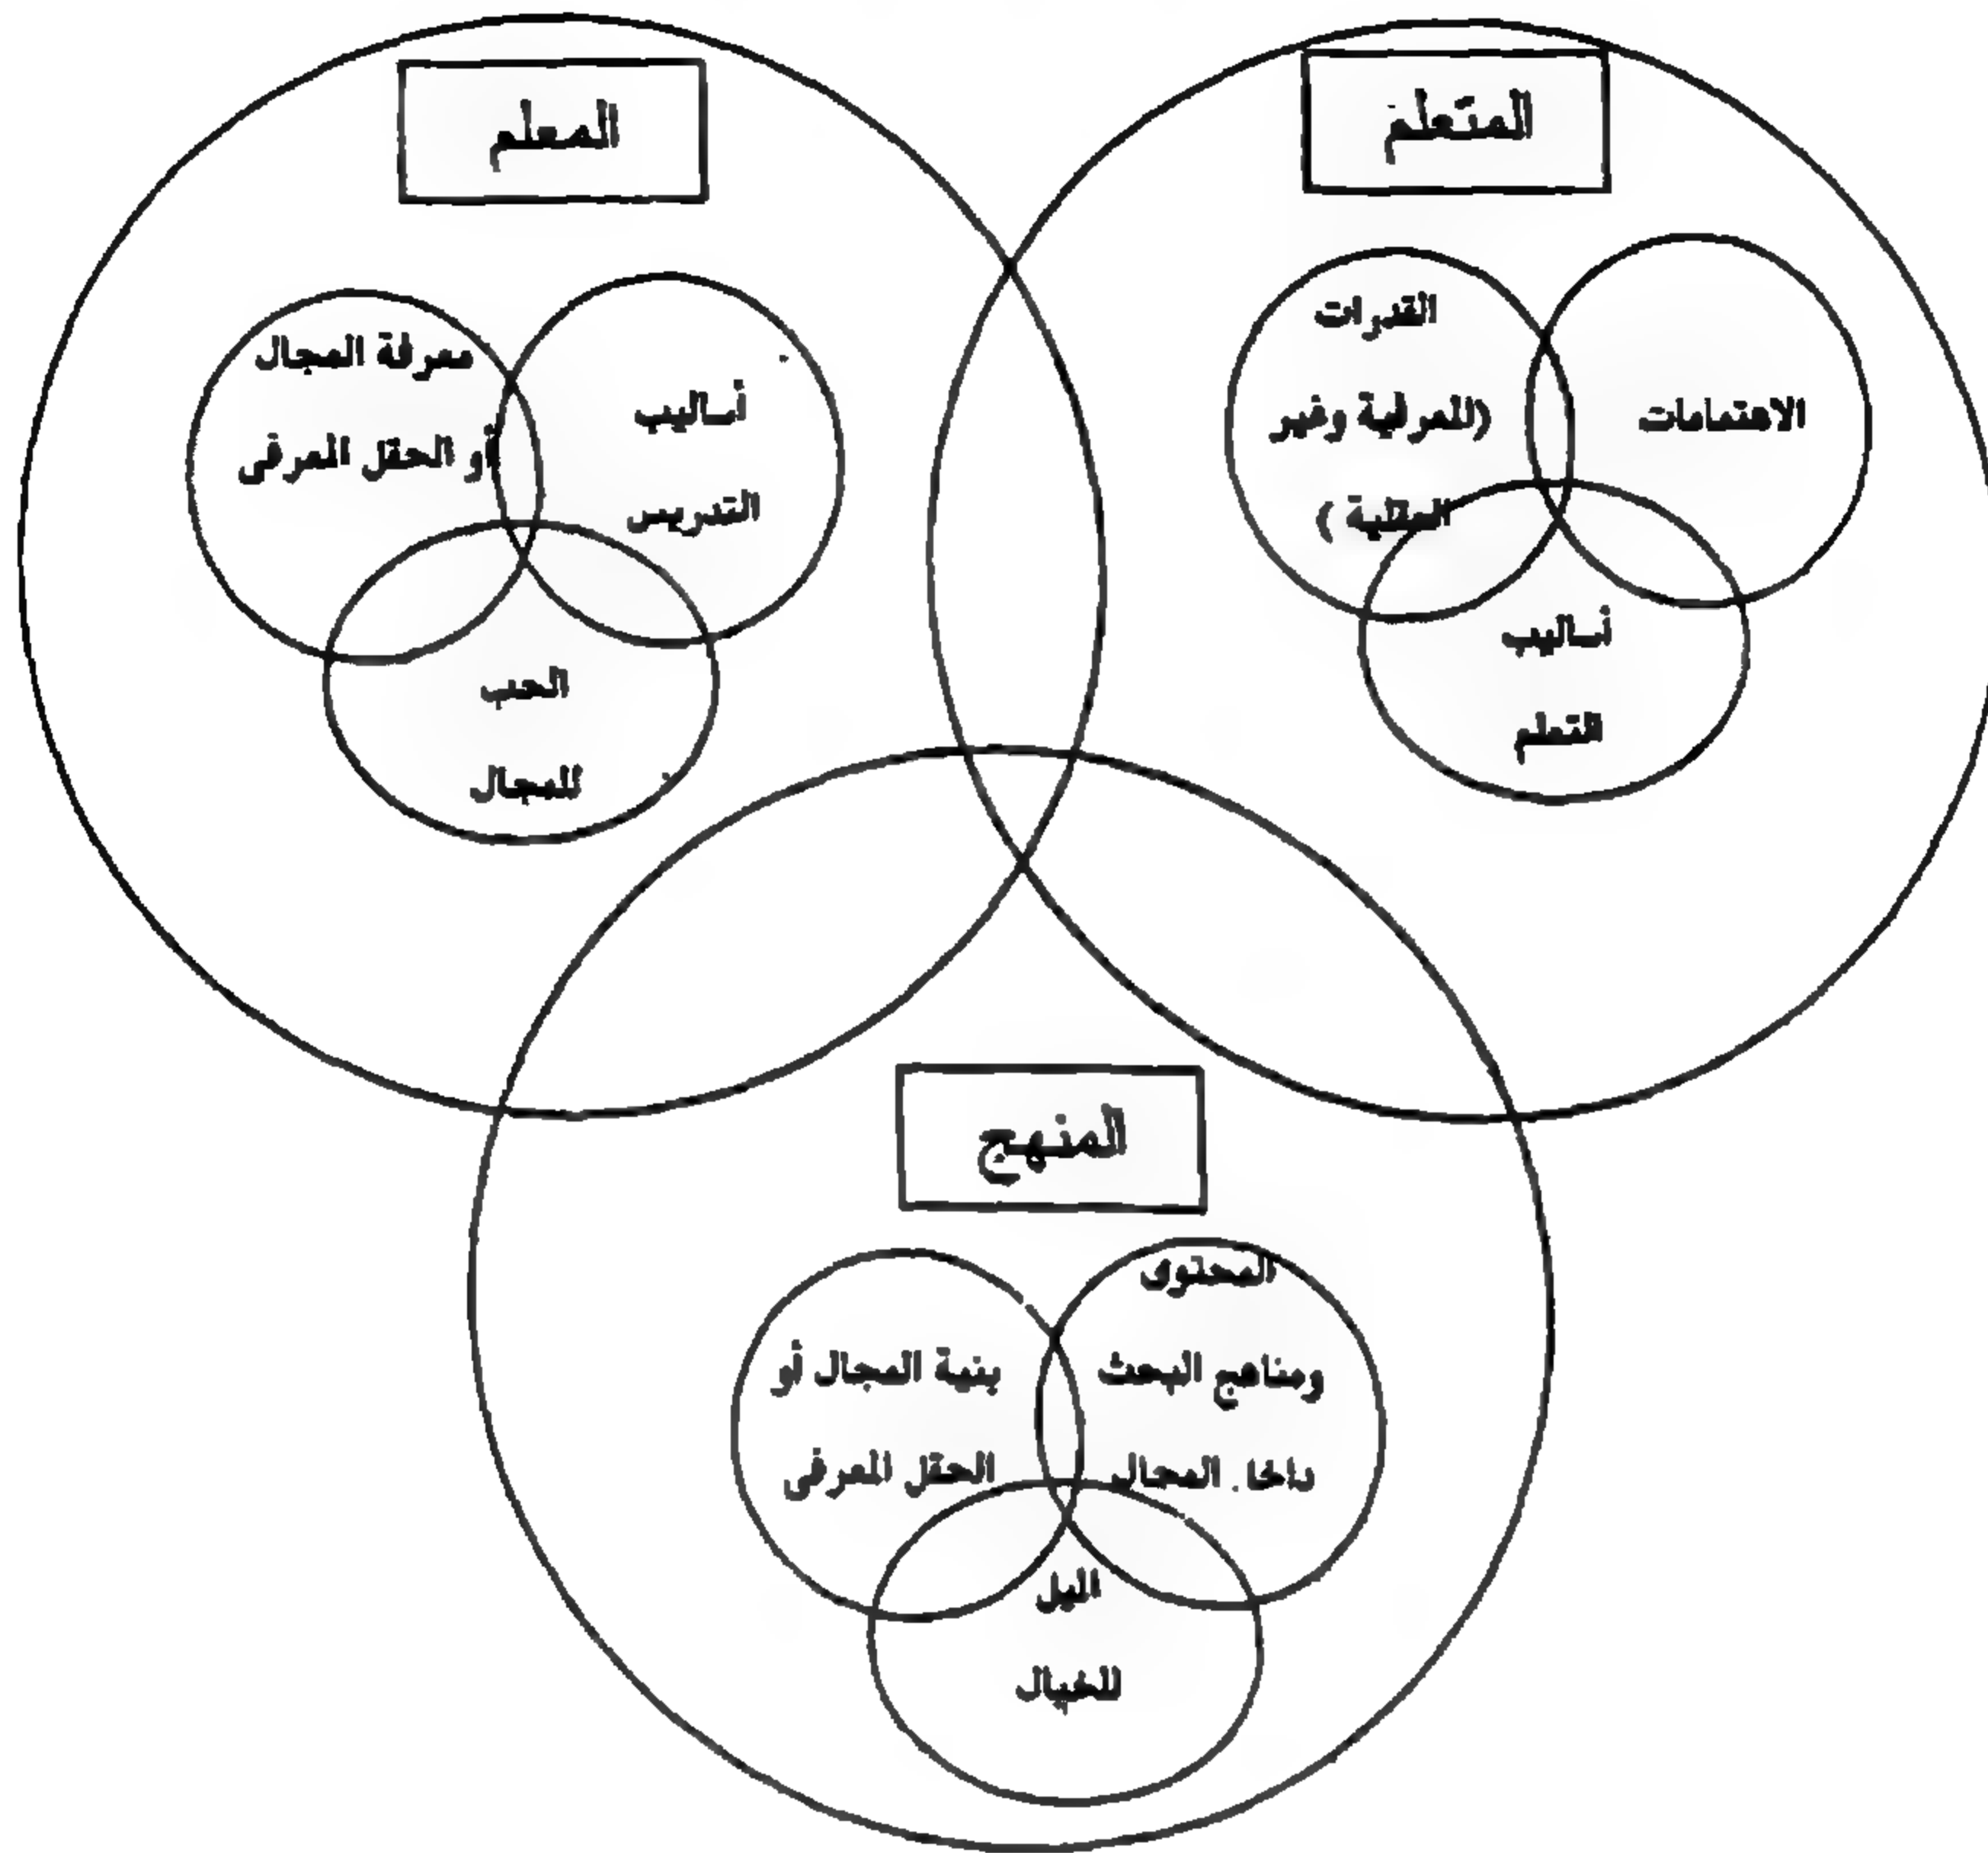 المتعلم
القدرات
(المعرفية وغير
العقلية)
الاهتمامات
أساليب
التعلم
المعلم
معرفة المجال
أو الحقل المعرفى
أساليب
التدريس
الحب
للمجال
المنهج
المحتوى
ومناهج البحث
داخل المجال
بنية المجال أو
الحقل المعرفى
الميل
للخيال